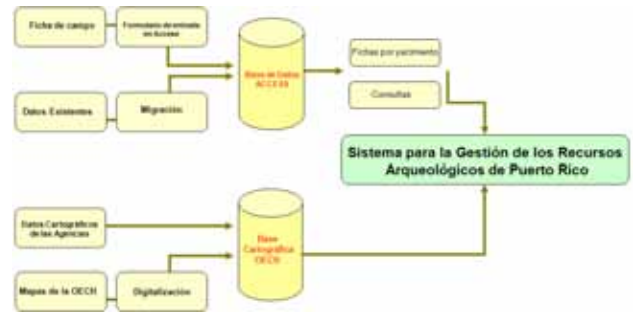 Ficha de campo
Formulario de entrada
en Access
Base de Datos
ACCESS
Fichas por yacimiento
Datos Existentes
Migración
Consultas
Sistema para la Gestión de los Recursos
Arqueológicos de Puerto Rico
Datos Cartográficos
de las Agencias
Base
Cartográfica
OECH
Mapas de la OECH
Digitalización